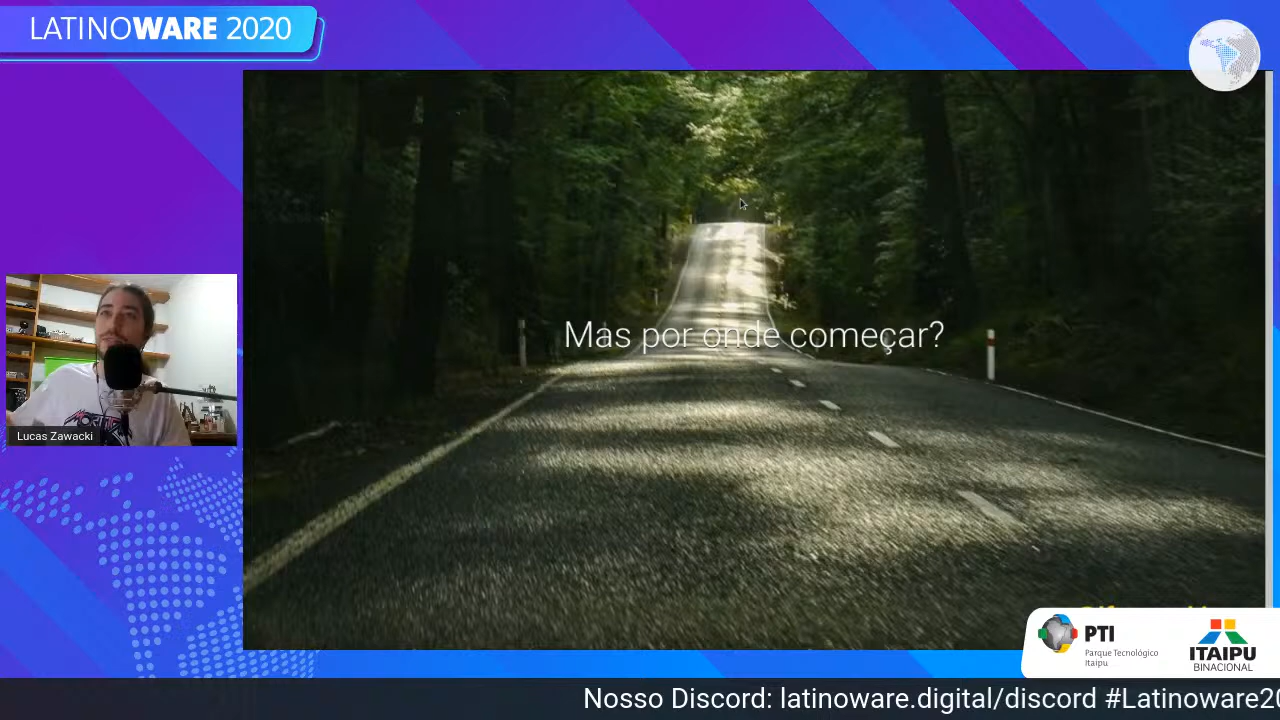 LATINOWARE 2020
Mas por onde começar?
Lucas Zawacki
PTI
Parque Tecnológico
Itaipu
ITAIPU
BINACIONAL
Nosso Discord: latinoware.digital/discord #Latinoware20